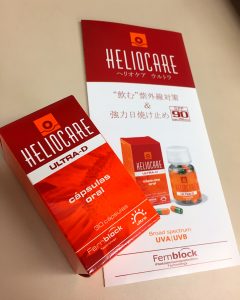 HELIOCARE
ヘリオケア ウルトラ
“飲む”紫外線対策
&
強力日焼け止め
90
HELIOCARE
ULTRA-D
Broad spectrum
UVA|UVB
Fernblock
HELIOCARE
ULTRA-D
cápsulas
oral
30 cápsulas
Fernblock